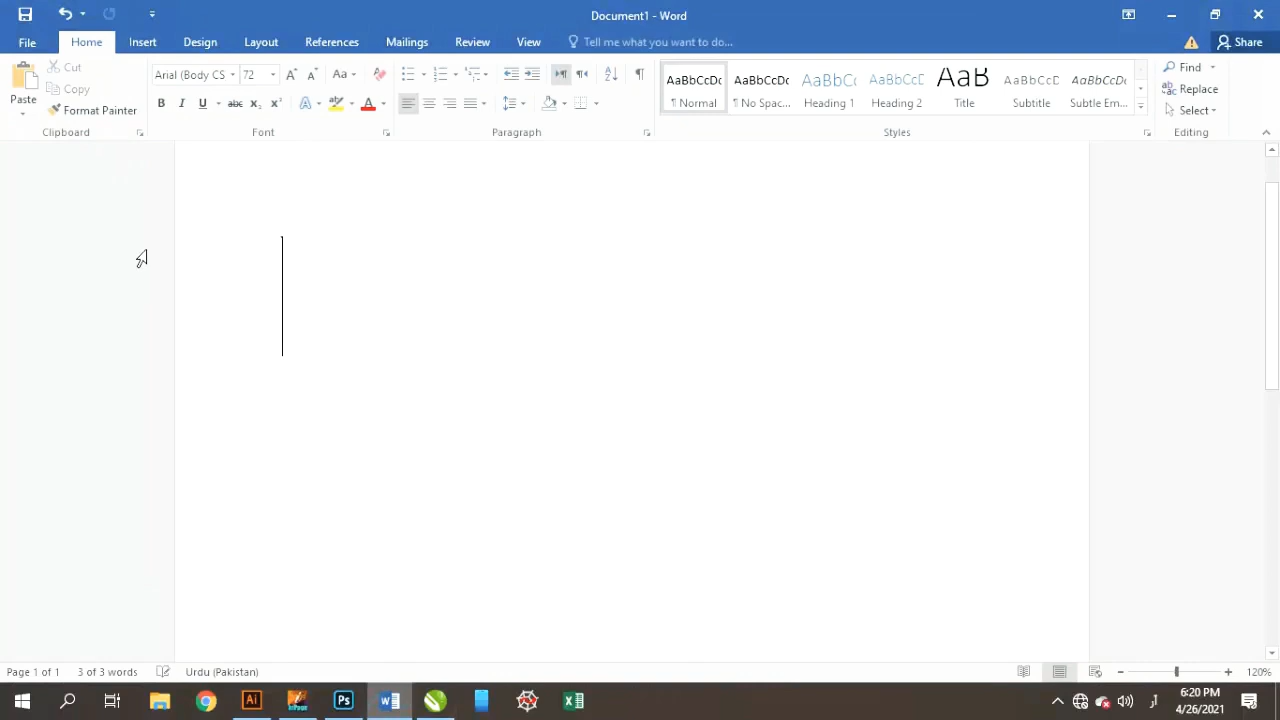 Document1 - Word
File Home Insert Design Layout References Mailings Review View Tell me what you want to do... Share
Paste
Cut
Copy
Format Painter
Clipboard
Arial (Body CS 72
Font
Paragraph
AaBbCcDc AaBbCcDc AaBbCc AaBbCcD AaB AaBbCcD AaBbCcDc
¶ Normal ¶ No Spac... Heading 1 Heading 2 Title Subtitle Subtle Em...
Styles
Find
Replace
Select
Editing
Page 1 of 1 3 of 3 words Urdu (Pakistan) 120%
6:20 PM
4/26/2021